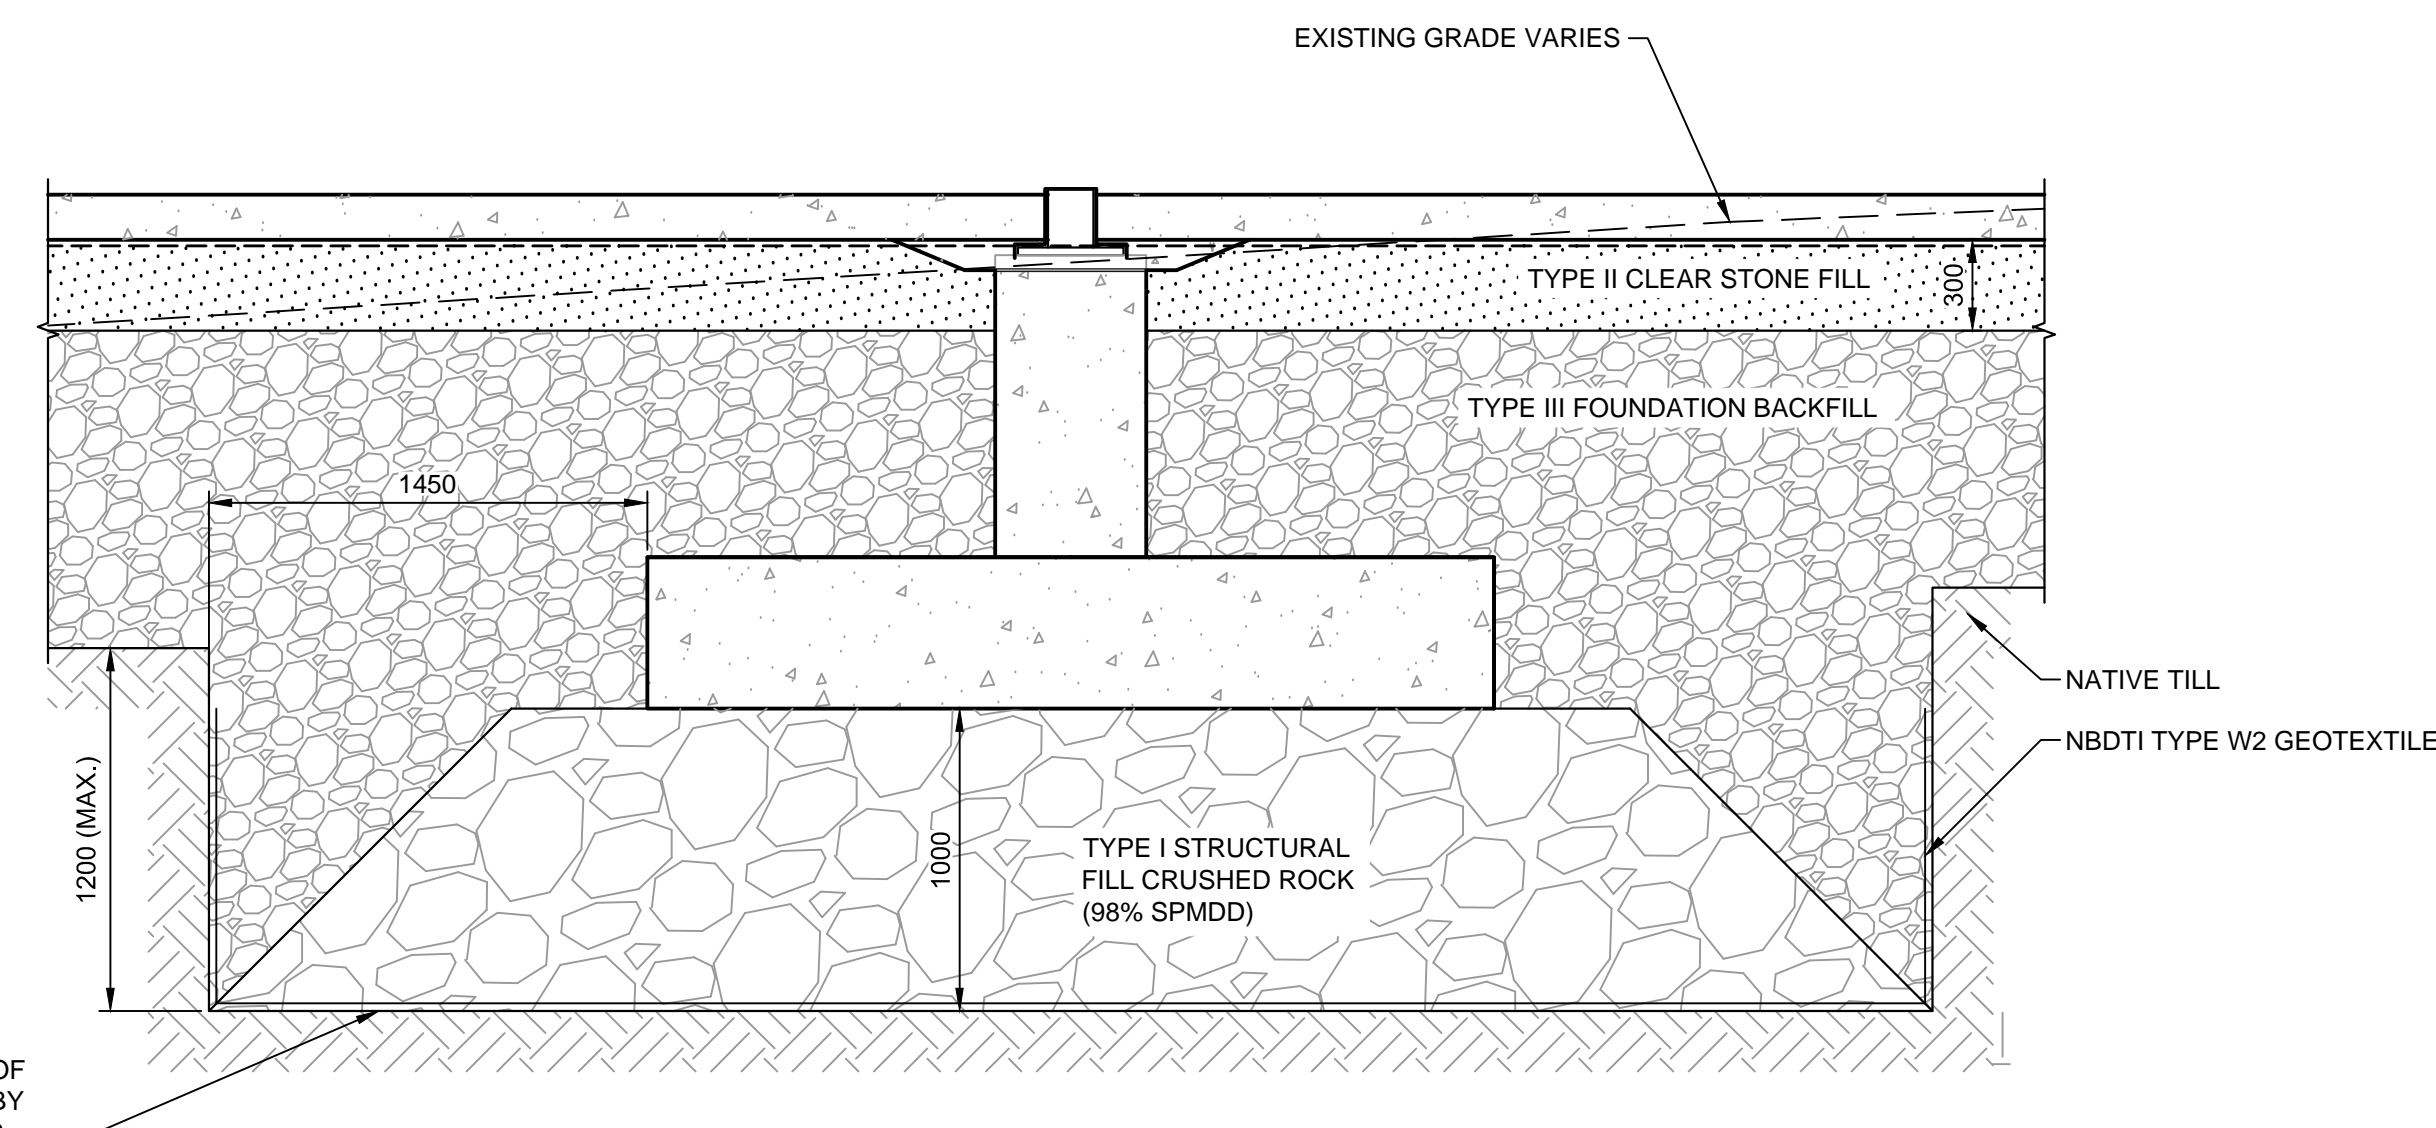 EXISTING GRADE VARIES
TYPE II CLEAR STONE FILL
300
TYPE III FOUNDATION BACKFILL
1450
NATIVE TILL
NBDTI TYPE W2 GEOTEXTILE
1200 (MAX.)
1000
TYPE I STRUCTURAL
FILL CRUSHED ROCK
(98% SPMDD)
OF
BY